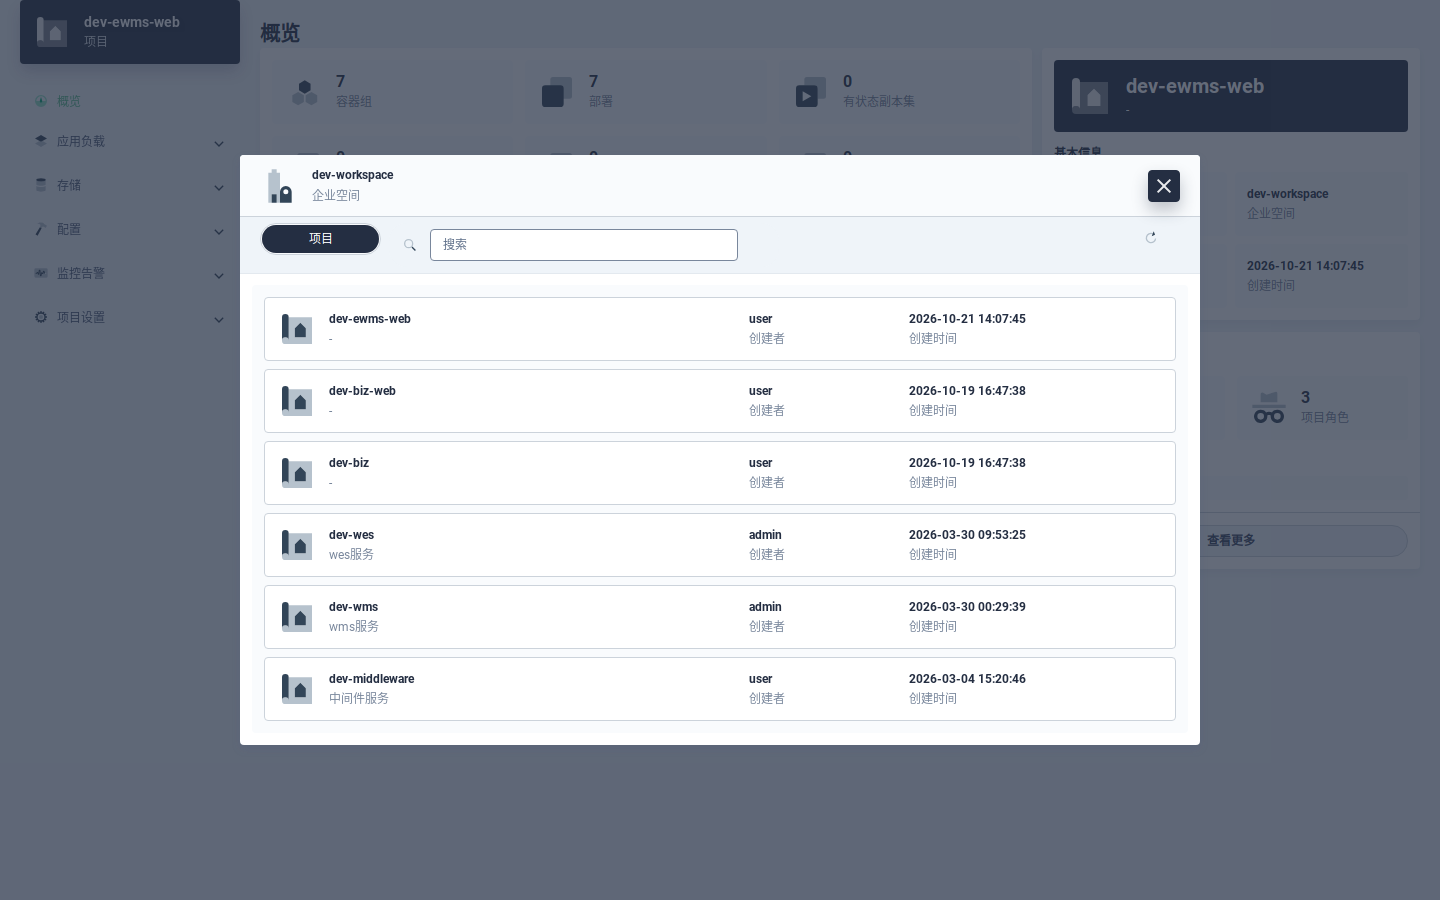 dev-ewms-web
项目
概览
应用负载
存储
配置
监控告警
项目设置
概览
7
容器组
7
部署
0
有状态副本集
dev-ewms-web
-
基本信息
dev-workspace
企业空间
2026-10-21 14:07:45
创建时间
3
项目角色
查看更多
dev-workspace
企业空间
项目
搜索
dev-ewms-web
-
user
创建者
2026-10-21 14:07:45
创建时间
dev-biz-web
-
user
创建者
2026-10-19 16:47:38
创建时间
dev-biz
-
user
创建者
2026-10-19 16:47:38
创建时间
dev-wes
wes服务
admin
创建者
2026-03-30 09:53:25
创建时间
dev-wms
wms服务
admin
创建者
2026-03-30 00:29:39
创建时间
dev-middleware
中间件服务
user
创建者
2026-03-04 15:20:46
创建时间